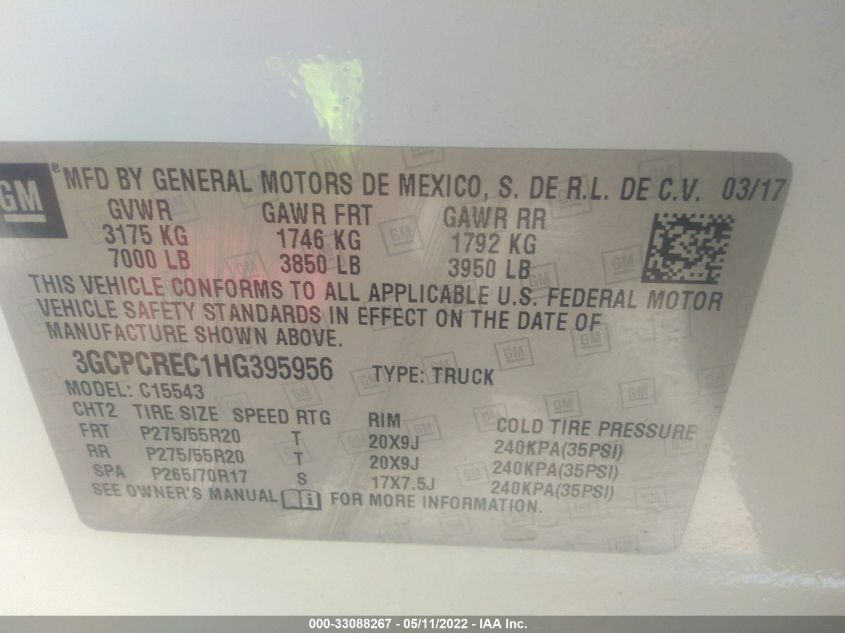 GM ® MFD BY GENERAL MOTORS DE MEXICO, S. DE R.L. DE C.V. 03/17
GVWR GAWR FRT GAWR RR
3175 KG 1746 KG 1792 KG
7000 LB 3850 LB 3950 LB
THIS VEHICLE CONFORMS TO ALL APPLICABLE U.S. FEDERAL MOTOR
VEHICLE SAFETY STANDARDS IN EFFECT ON THE DATE OF
MANUFACTURE SHOWN ABOVE.
3GCPCREC1HG395956 TYPE: TRUCK
MODEL: C15543
CHT2 TIRE SIZE SPEED RTG RIM COLD TIRE PRESSURE
FRT P275/55R20 T 20X9J 240KPA(35PSI)
RR P275/55R20 T 20X9J 240KPA(35PSI)
SPA P265/70R17 S 17X7.5J 240KPA(35PSI)
SEE OWNER'S MANUAL FOR MORE INFORMATION.
000-33088267 - 05/11/2022 - IAA Inc.